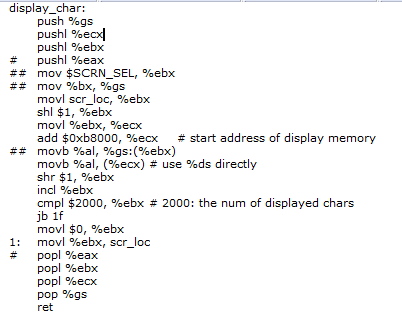 display_char:
push %gs
pushl %ecx
pushl %ebx
# pushl %eax
## mov $SCRN_SEL, %ebx
## mov %bx, %gs
movl scr_loc, %ebx
shl $1, %ebx
movl %ebx, %ecx
add $0xb8000, %ecx # start address of display memory
## movb %al, %gs:(%ebx)
movb %al, (%ecx) # use %ds directly
shr $1, %ebx
incl %ebx
cmpl $2000, %ebx # 2000: the num of displayed chars
jb 1f
movl $0, %ebx
1: movl %ebx, scr_loc
# popl %eax
popl %ebx
popl %ecx
pop %gs
ret